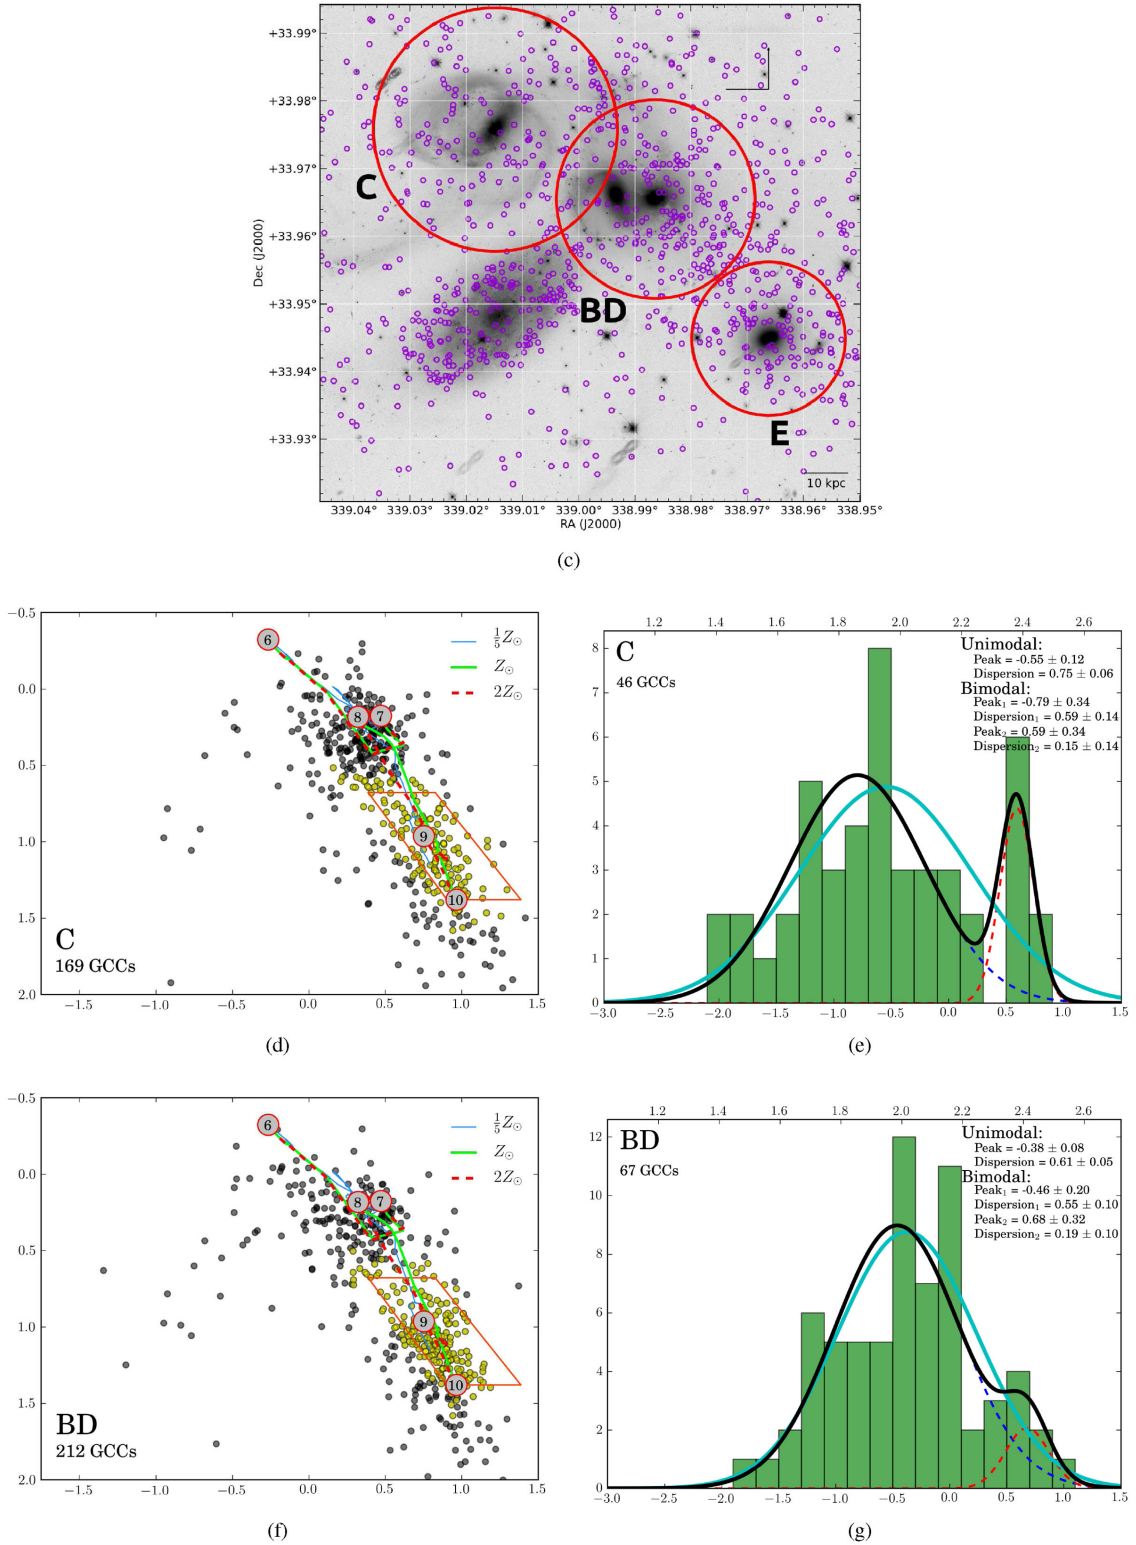 +33.99°
+33.98°
+33.97°
+33.96°
+33.95°
+33.94°
+33.93°
Dec (J2000)
C
BD
E
10 kpc
339.04° 339.03° 339.02° 339.01° 339.00° 338.99° 338.98° 338.97° 338.96° 338.95°
RA (J2000)
(c)
−0.5
0.0
0.5
1.0
1.5
2.0
6
8
7
9
10
1/5 Z⊙
Z⊙
2Z⊙
C
169 GCCs
−1.5 −1.0 −0.5 0.0 0.5 1.0 1.5
(d)
1.2 1.4 1.6 1.8 2.0 2.2 2.4 2.6
8
7
6
5
4
3
2
1
0
C
46 GCCs
Unimodal:
Peak = -0.55 ± 0.12
Dispersion = 0.75 ± 0.06
Bimodal:
Peak₁ = -0.79 ± 0.34
Dispersion₁ = 0.59 ± 0.14
Peak₂ = 0.59 ± 0.34
Dispersion₂ = 0.15 ± 0.14
−3.0 −2.5 −2.0 −1.5 −1.0 −0.5 0.0 0.5 1.0 1.5
(e)
−0.5
0.0
0.5
1.0
1.5
2.0
6
8
7
9
10
1/5 Z⊙
Z⊙
2Z⊙
BD
212 GCCs
−1.5 −1.0 −0.5 0.0 0.5 1.0 1.5
(f)
1.2 1.4 1.6 1.8 2.0 2.2 2.4 2.6
12
10
8
6
4
2
0
BD
67 GCCs
Unimodal:
Peak = -0.38 ± 0.08
Dispersion = 0.61 ± 0.05
Bimodal:
Peak₁ = -0.46 ± 0.20
Dispersion₁ = 0.55 ± 0.10
Peak₂ = 0.68 ± 0.32
Dispersion₂ = 0.19 ± 0.10
−3.0 −2.5 −2.0 −1.5 −1.0 −0.5 0.0 0.5 1.0 1.5
(g)